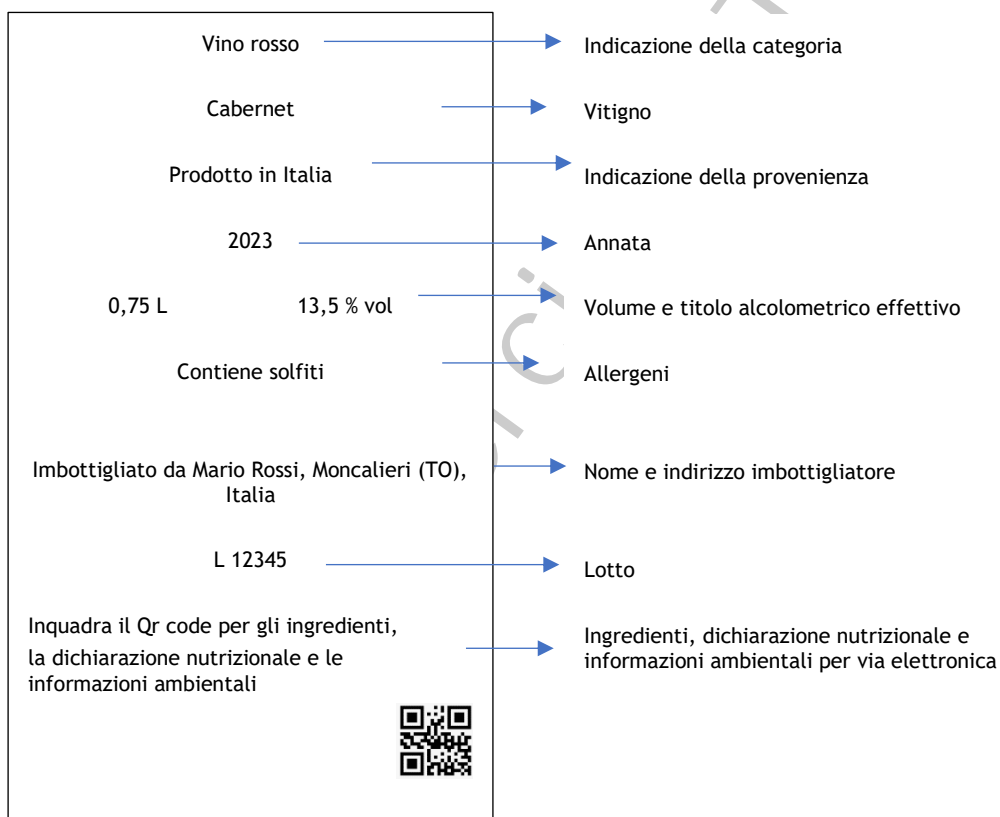 Vino rosso
Indicazione della categoria
Cabernet
Vitigno
Prodotto in Italia
Indicazione della provenienza
2023
Annata
0,75 L 13,5 % vol
Volume e titolo alcolometrico effettivo
Contiene solfiti
Allergeni
Imbottigliato da Mario Rossi, Moncalieri (TO),
Italia
Nome e indirizzo imbottigliatore
L 12345
Lotto
Inquadra il Qr code per gli ingredienti,
la dichiarazione nutrizionale e le
informazioni ambientali
Ingredienti, dichiarazione nutrizionale e
informazioni ambientali per via elettronica